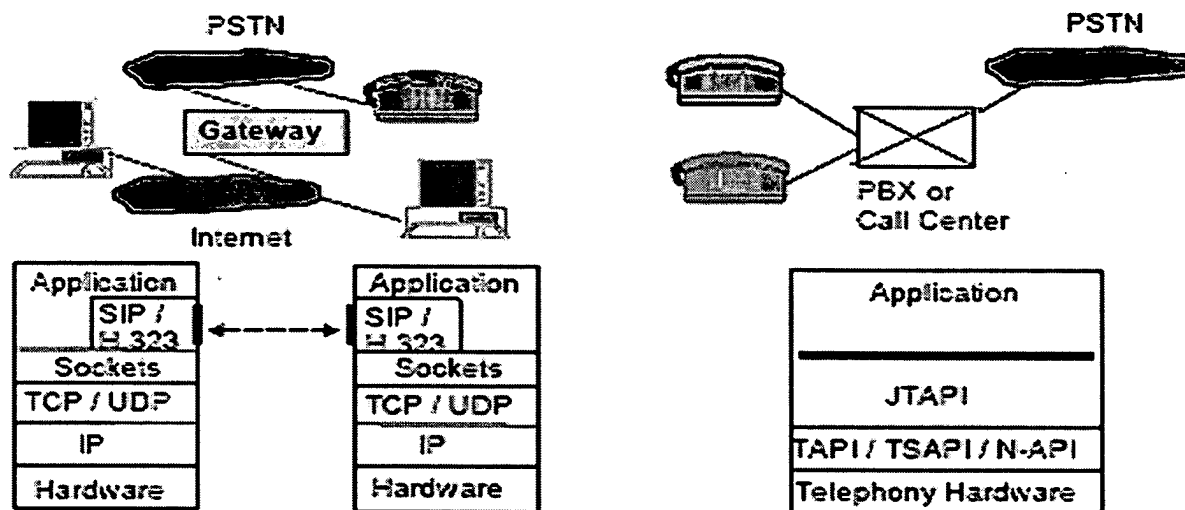 PSTN
Gateway
Internet
Application
SIP /
H.323
Sockets
TCP / UDP
IP
Hardware
Application
SIP /
H.323
Sockets
TCP / UDP
IP
Hardware
PSTN
PBX or
Call Center
Application
JTAPI
TAPI / TSAPI / N-API
Telephony Hardware